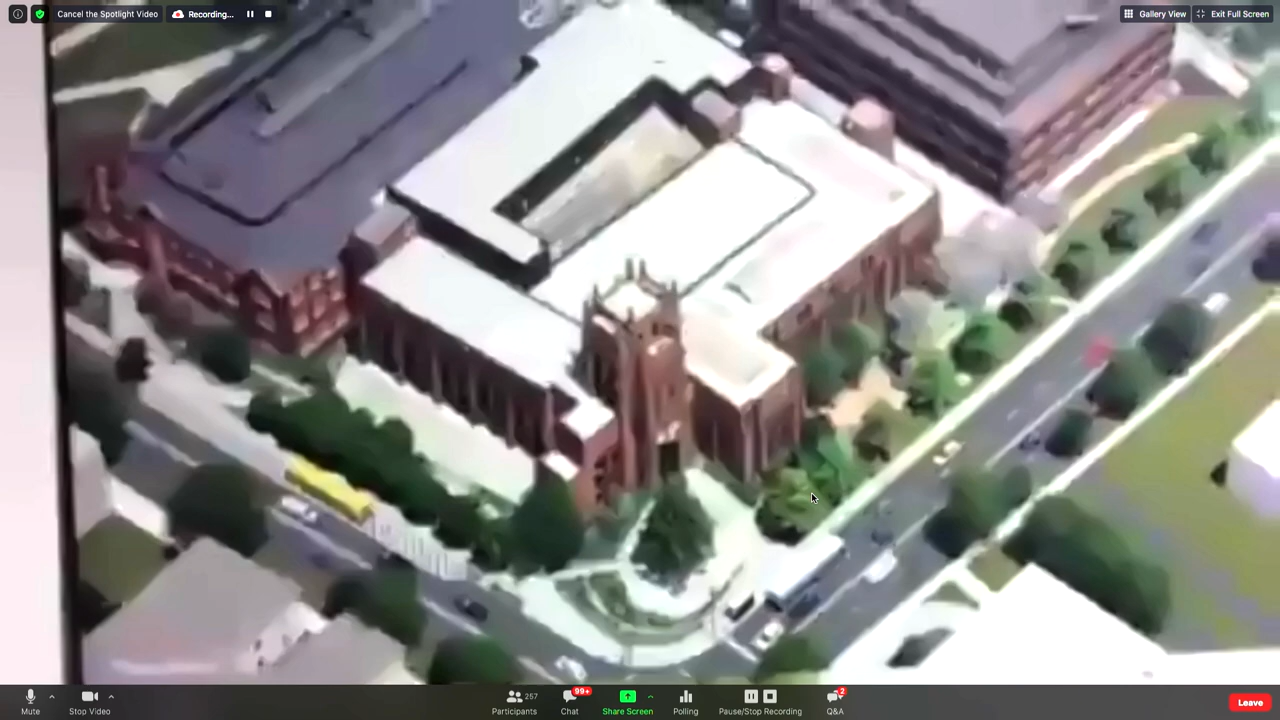 Cancel the Spotlight Video
Recording...
Gallery View
Exit Full Screen
Mute
Stop Video
Participants
257
Chat
99+
Share Screen
Polling
Pause/Stop Recording
Q&A
2
Leave